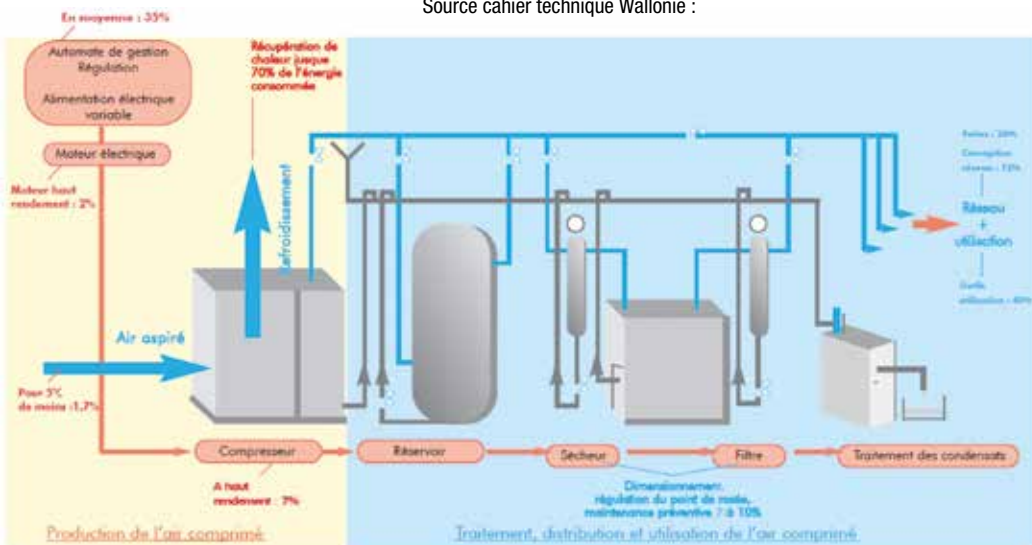 Source cahier technique Wallonie :
En moyenne : 35%
Automate de gestion
Régulation
Alimentation électrique
variable
Moteur électrique
Moteur haut
rendement : 2%
Récupération de
chaleur jusque
70% de l'énergie
consommée
Refroidissement
Air aspiré
Pour 5°C
de moins :1,7%
Compresseur
A haut
rendement : 7%
Réservoir
Sécheur
Filtre
Traitement des condensats
Dimensionnement,
régulation du point de rosée,
maintenance préventive 7 à 10%
Conception
Réseau
+
utilisation
Production de l'air comprimé
Traitement, distribution et utilisation de l'air comprimé